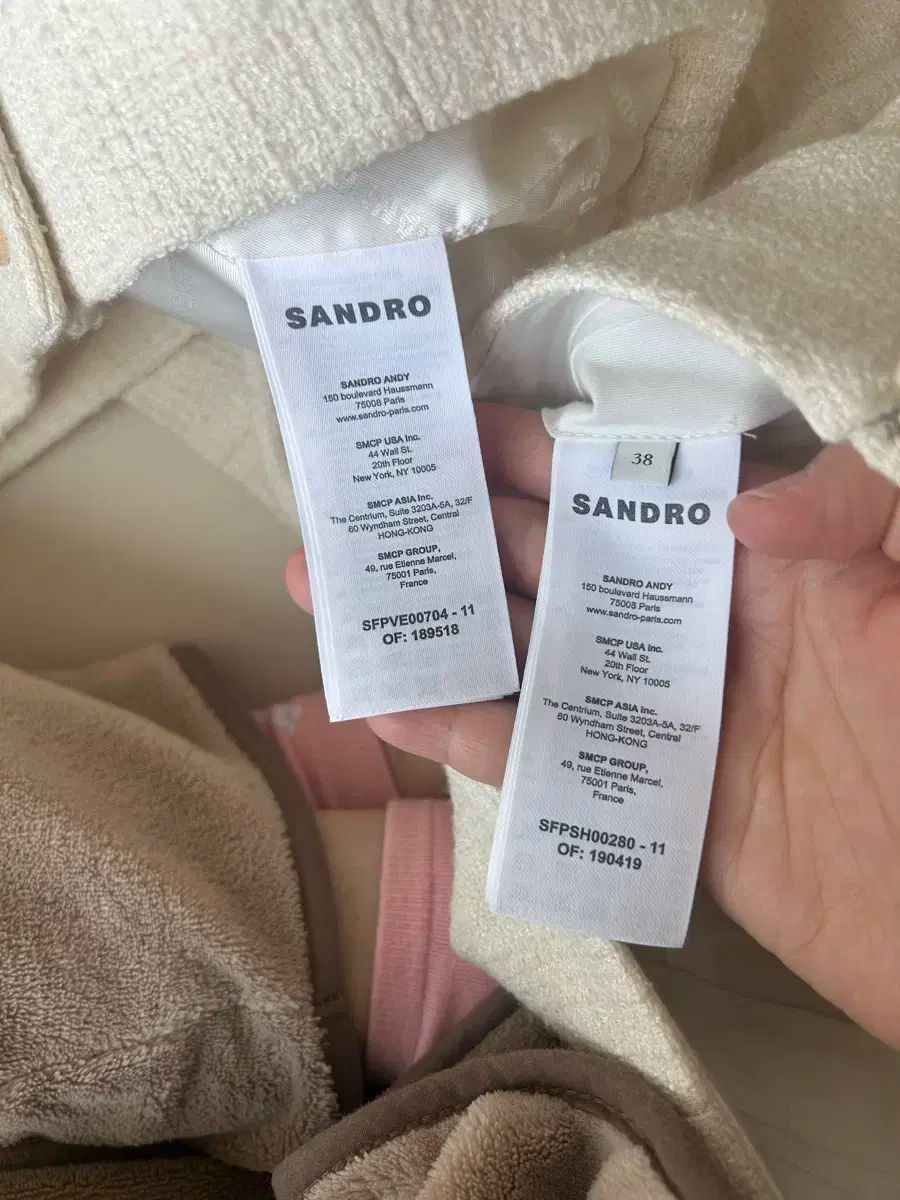 SANDRO
SANDRO ANDY
150 boulevard Haussmann
75008 Paris
www.sandro-paris.com
SMCP USA Inc.
44 Wall St.
20th Floor
New York, NY 10005
SMCP ASIA Inc.
The Centrium, Suite 3203A-5A, 32/F
60 Wyndham Street, Central
HONG-KONG
SMCP GROUP,
49, rue Etienne Marcel,
75001 Paris,
France
SFPVE00704 - 11
OF: 189518
38
SANDRO
SANDRO ANDY
150 boulevard Haussmann
75008 Paris
www.sandro-paris.com
SMCP USA Inc.
44 Wall St.
20th Floor
New York, NY 10005
SMCP ASIA Inc.
The Centrium, Suite 3203A-5A, 32/F
60 Wyndham Street, Central
HONG-KONG
SMCP GROUP,
49, rue Etienne Marcel,
75001 Paris,
France
SFPSH00280 - 11
OF: 190419